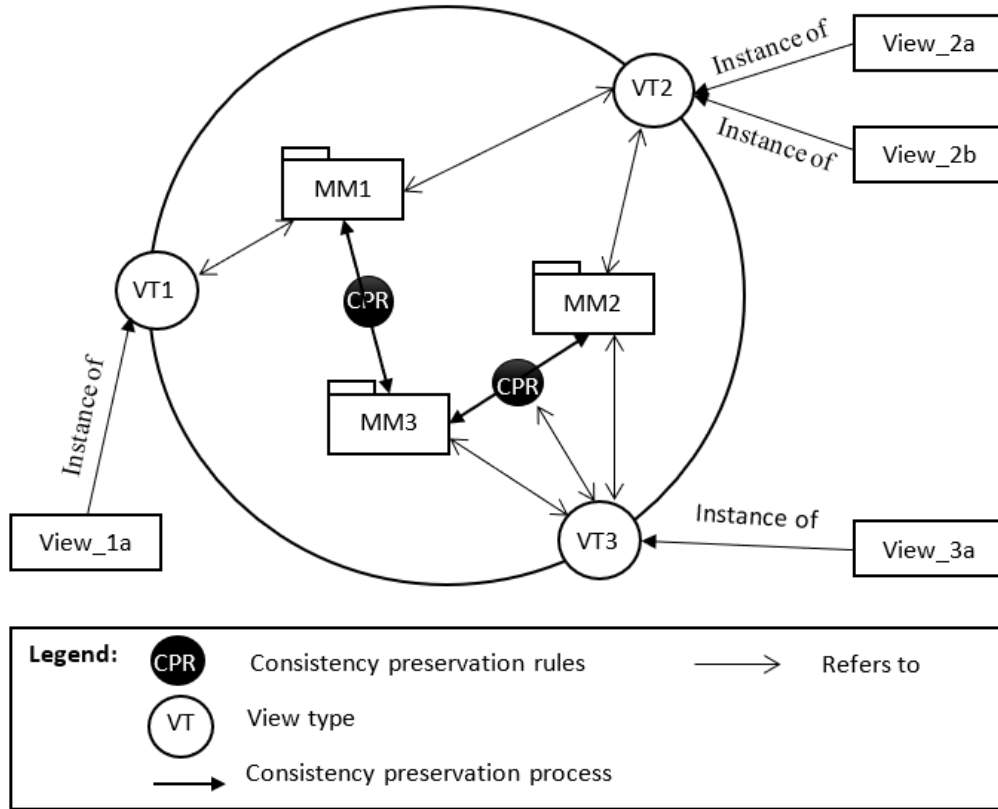 Instance of
View_2a
VT2
Instance of
View_2b
MM1
VT1
CPR
MM2
CPR
MM3
Instance of
VT3
Instance of
View_1a
View_3a
Legend:
CPR
Consistency preservation rules
Refers to
VT
View type
Consistency preservation process